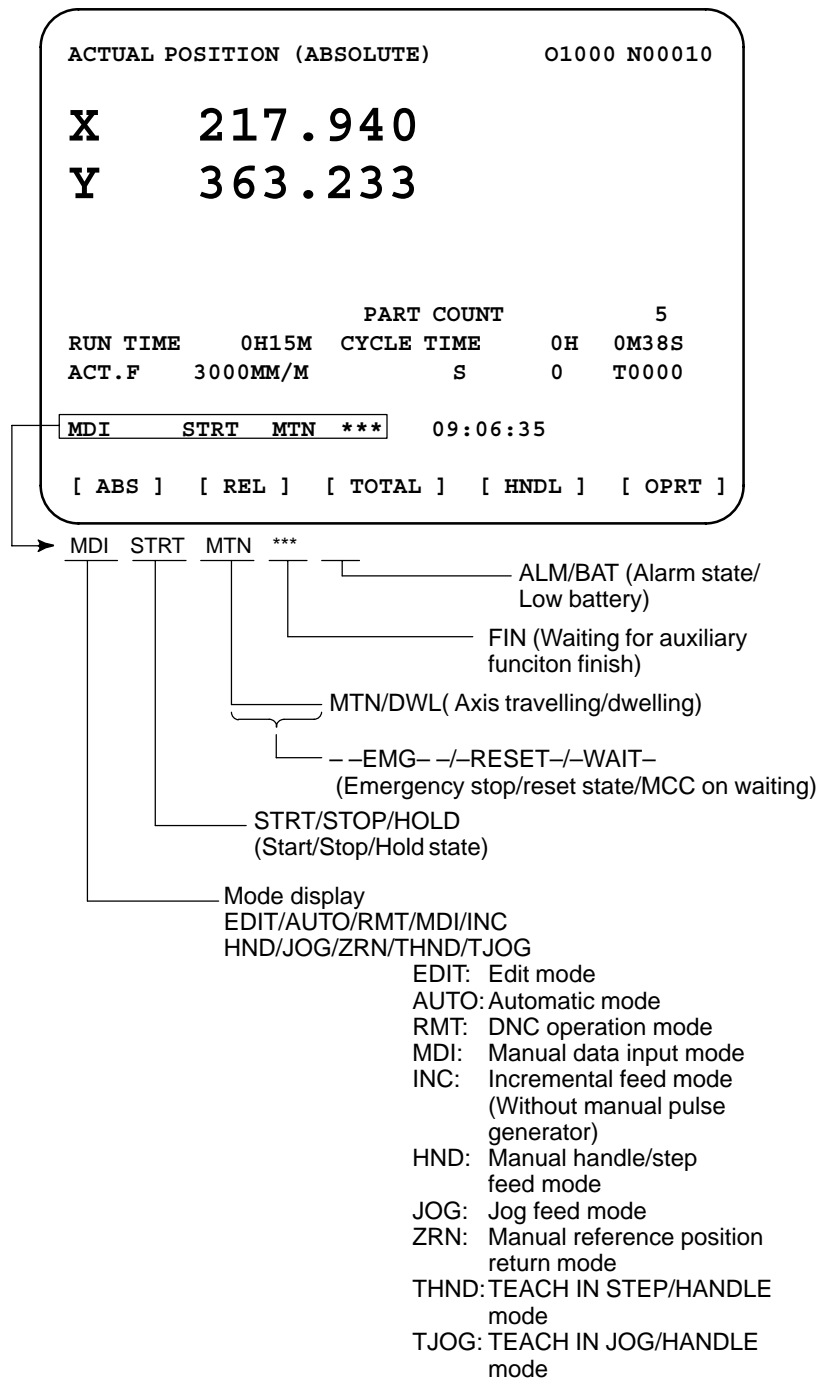 ACTUAL POSITION (ABSOLUTE) O1000 N00010
X 217.940
Y 363.233
PART COUNT 5
RUN TIME 0H15M CYCLE TIME 0H 0M38S
ACT.F 3000MM/M S 0 T0000
MDI STRT MTN *** 09:06:35
[ ABS ] [ REL ] [ TOTAL ] [ HNDL ] [ OPRT ]
MDI STRT MTN ***
ALM/BAT (Alarm state/
Low battery)
FIN (Waiting for auxiliary
funciton finish)
MTN/DWL( Axis travelling/dwelling)
– –EMG– –/–RESET–/–WAIT–
(Emergency stop/reset state/MCC on waiting)
STRT/STOP/HOLD
(Start/Stop/Hold state)
Mode display
EDIT/AUTO/RMT/MDI/INC
HND/JOG/ZRN/THND/TJOG
EDIT: Edit mode
AUTO: Automatic mode
RMT: DNC operation mode
MDI: Manual data input mode
INC: Incremental feed mode
(Without manual pulse
generator)
HND: Manual handle/step
feed mode
JOG: Jog feed mode
ZRN: Manual reference position
return mode
THND: TEACH IN STEP/HANDLE
mode
TJOG: TEACH IN JOG/HANDLE
mode